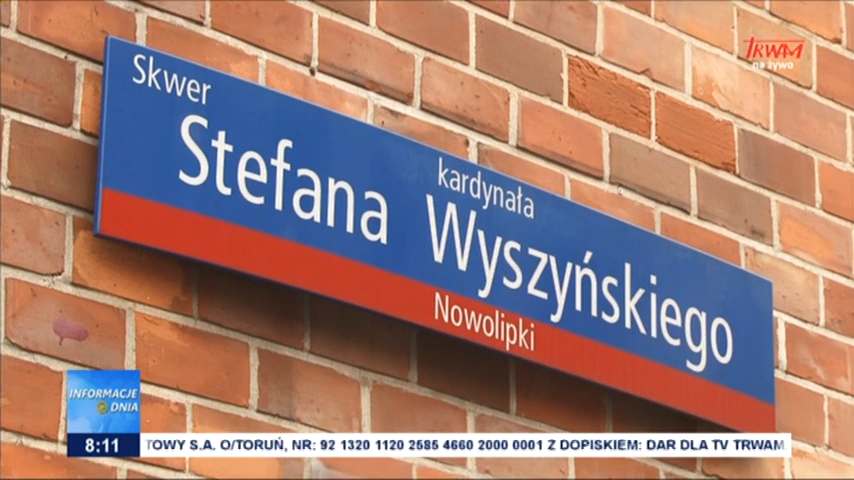 TRWAM
na żywo
Skwer
Stefana kardynała Wyszyńskiego
Nowolipki
INFORMACJE
DNIA
8:11 TOWY S.A. O/TORUŃ, NR: 92 1320 1120 2585 4660 2000 0001 Z DOPISKIEM: DAR DLA TV TRWAM